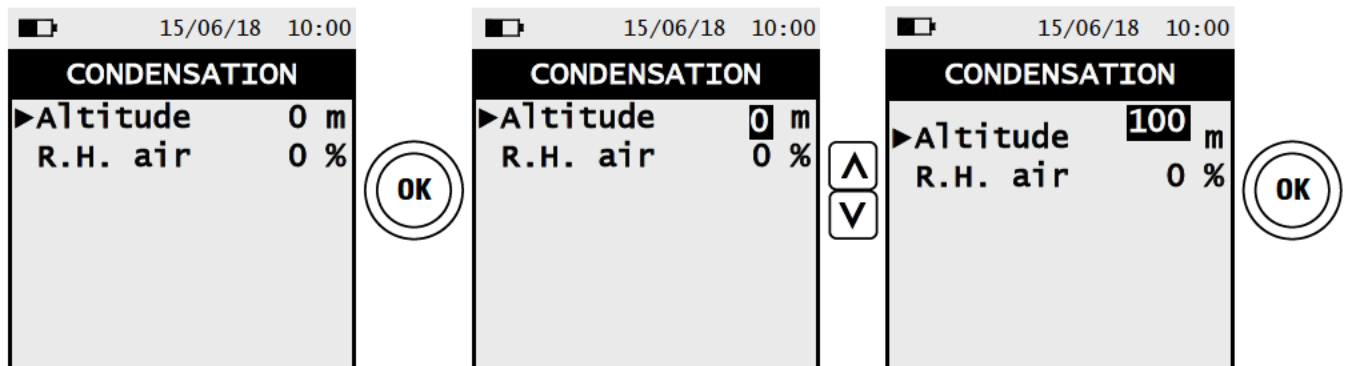 15/06/18 10:00
CONDENSATION
►Altitude 0 m
R.H. air 0 %
OK
15/06/18 10:00
CONDENSATION
►Altitude 0 m
R.H. air 0 %
15/06/18 10:00
CONDENSATION
►Altitude 100 m
R.H. air 0 %
OK